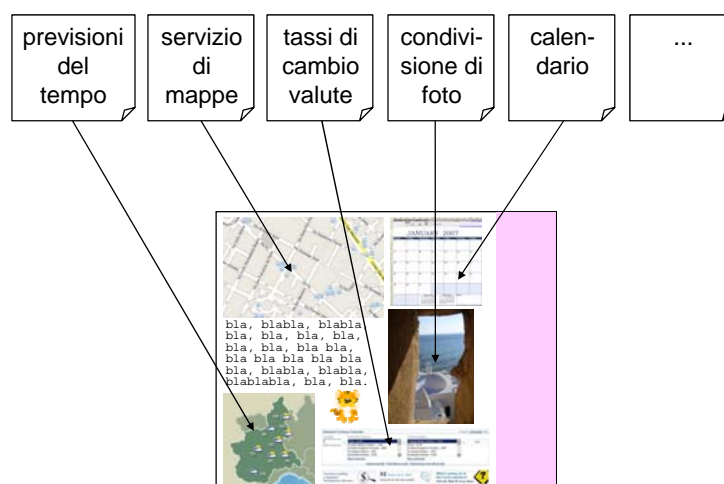 previsioni
del
tempo
servizio
di
mappe
tassi di
cambio
valute
condivi-
sione di
foto
calen-
dario
...
JANUARY 2007
bla, blabla, blabla
bla, bla, bla, bla,
bla, bla, bla bla,
bla bla bla bla bla
bla, blabla, blabla,
blablabla, bla, bla.